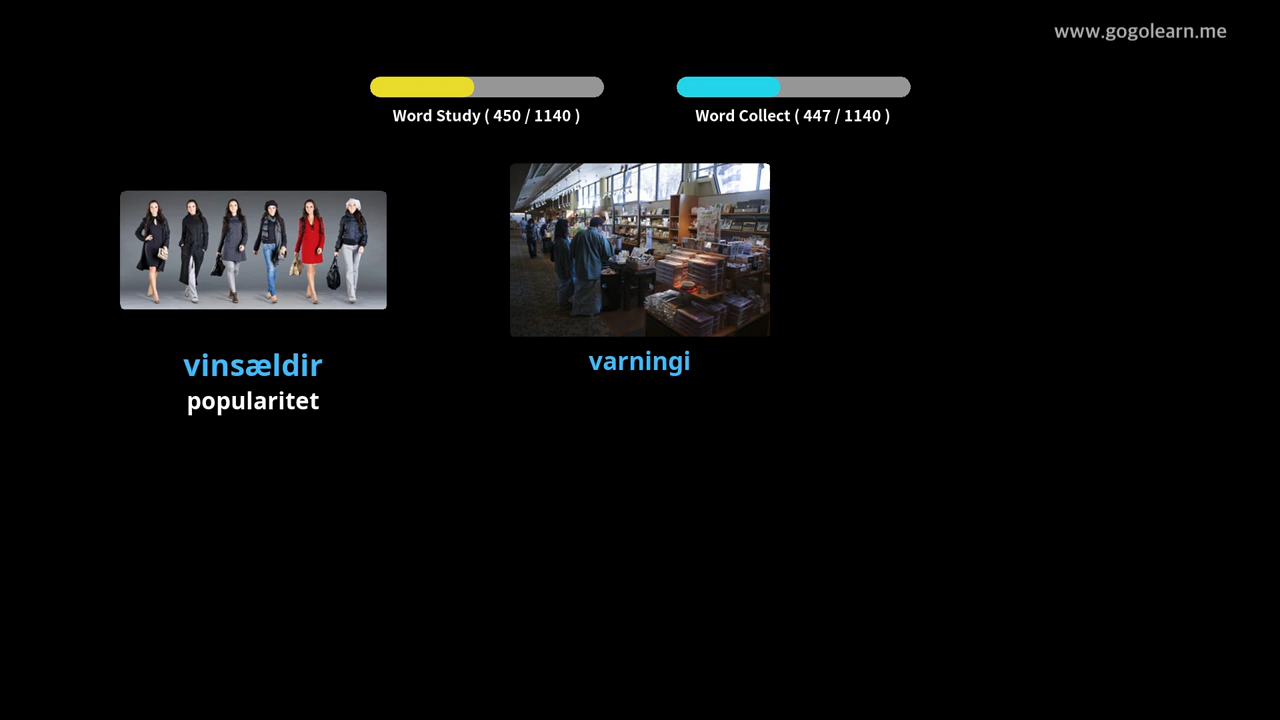 www.gogolearn.me
Word Study ( 450 / 1140 )
Word Collect ( 447 / 1140 )
vinsældir
popularitet
varningi